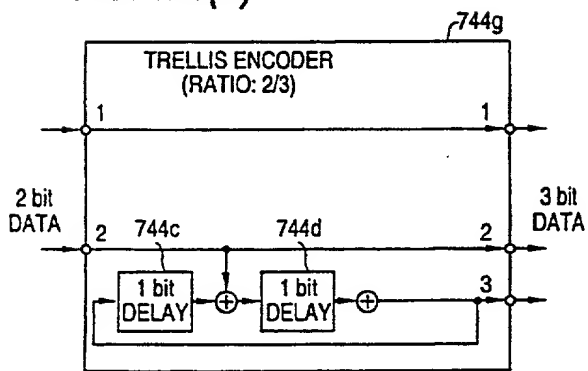 744g
TRELLIS ENCODER
(RATIO: 2/3)
1
1
2 bit
DATA
3 bit
DATA
2
744c
744d
2
1 bit
DELAY
1 bit
DELAY
3